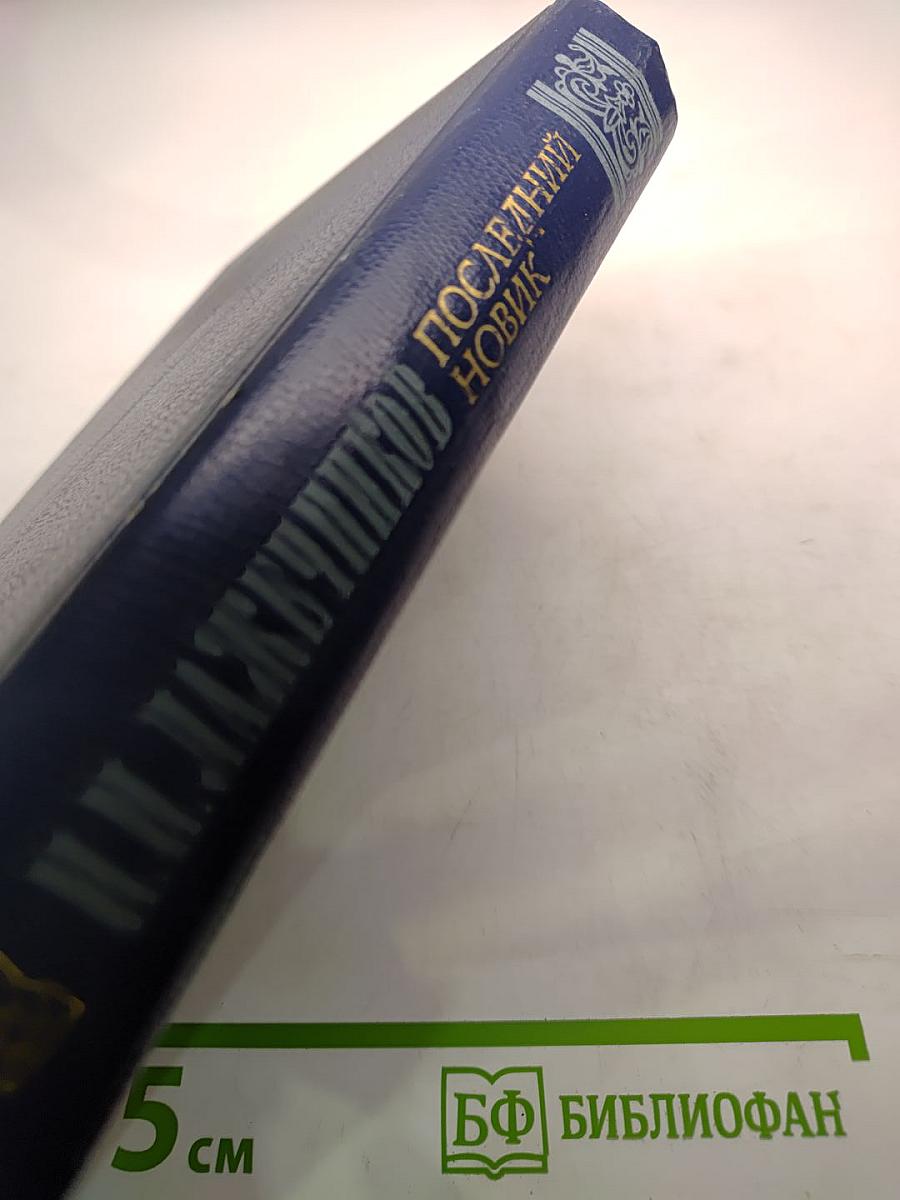 И.И.ЛАЖЕЧНИКОВ
ПОСЛЕДНИЙ
НОВИК
5 см
БФ БИБЛИОФАН